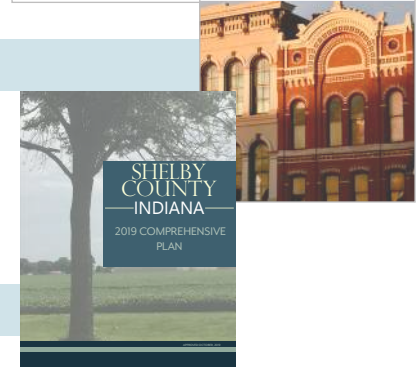 SHELBY
COUNTY
INDIANA
2019 COMPREHENSIVE
PLAN